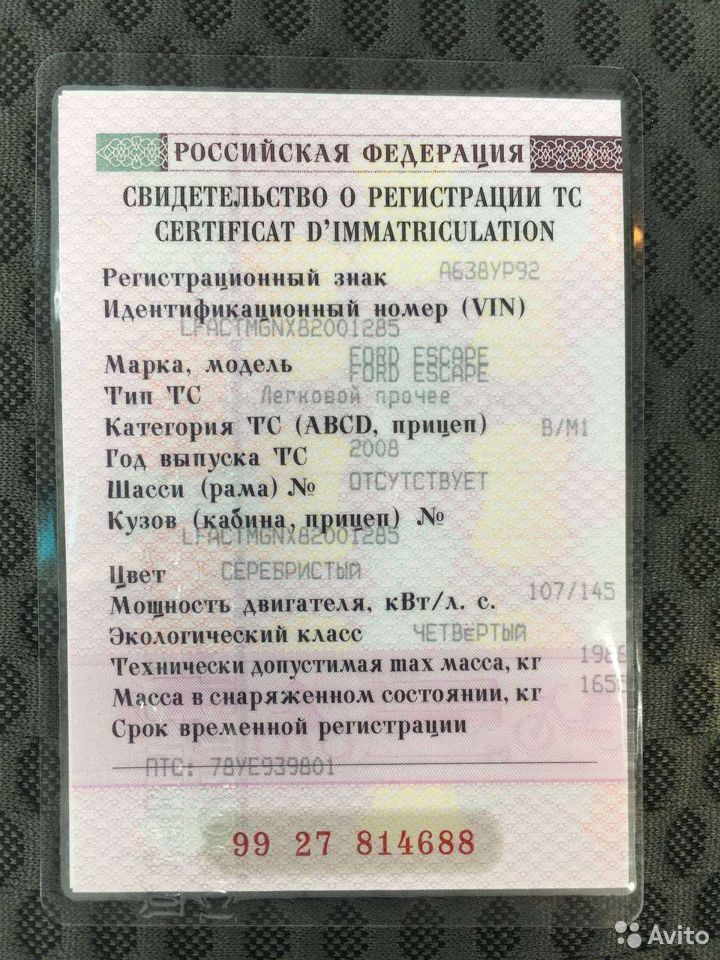 РОССИЙСКАЯ ФЕДЕРАЦИЯ
СВИДЕТЕЛЬСТВО О РЕГИСТРАЦИИ ТС
CERTIFICAT D'IMMATRICULATION
Регистрационный знак А638УР92
Идентификационный номер (VIN)
LFACTMGNX82001285
Марка, модель FORD ESCAPE
FORD ESCAPE
Тип ТС Легковой прочее
Категория ТС (ABCD, прицеп) B/M1
Год выпуска ТС 2008
Шасси (рама) № ОТСУТСТВУЕТ
Кузов (кабина, прицеп) №
LFACTMGNX82001285
Цвет СЕРЕБРИСТЫЙ
Мощность двигателя, кВт/л. с. 107/145
Экологический класс ЧЕТВЕРТЫЙ
Технически допустимая max масса, кг
Масса в снаряженном состоянии, кг
Срок временной регистрации
ПТС: 78УЕ939801
99 27 814688
Avito